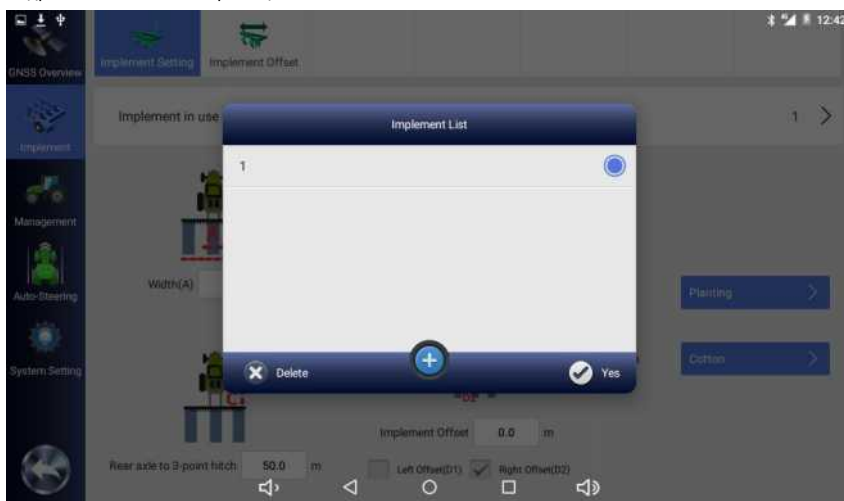 12:42
GNSS Overview
Implement Setting
Implement Offset
Implement in use
1
Implement List
1
Implement
Management
Width(A)
Planting
Auto-Steering
Cotton
System Setting
Delete
Yes
C
D2
Implement Offset 0.0 m
Rear axle to 3-point hitch 50.0 m
Left Offset(D1) Right Offset(D2)